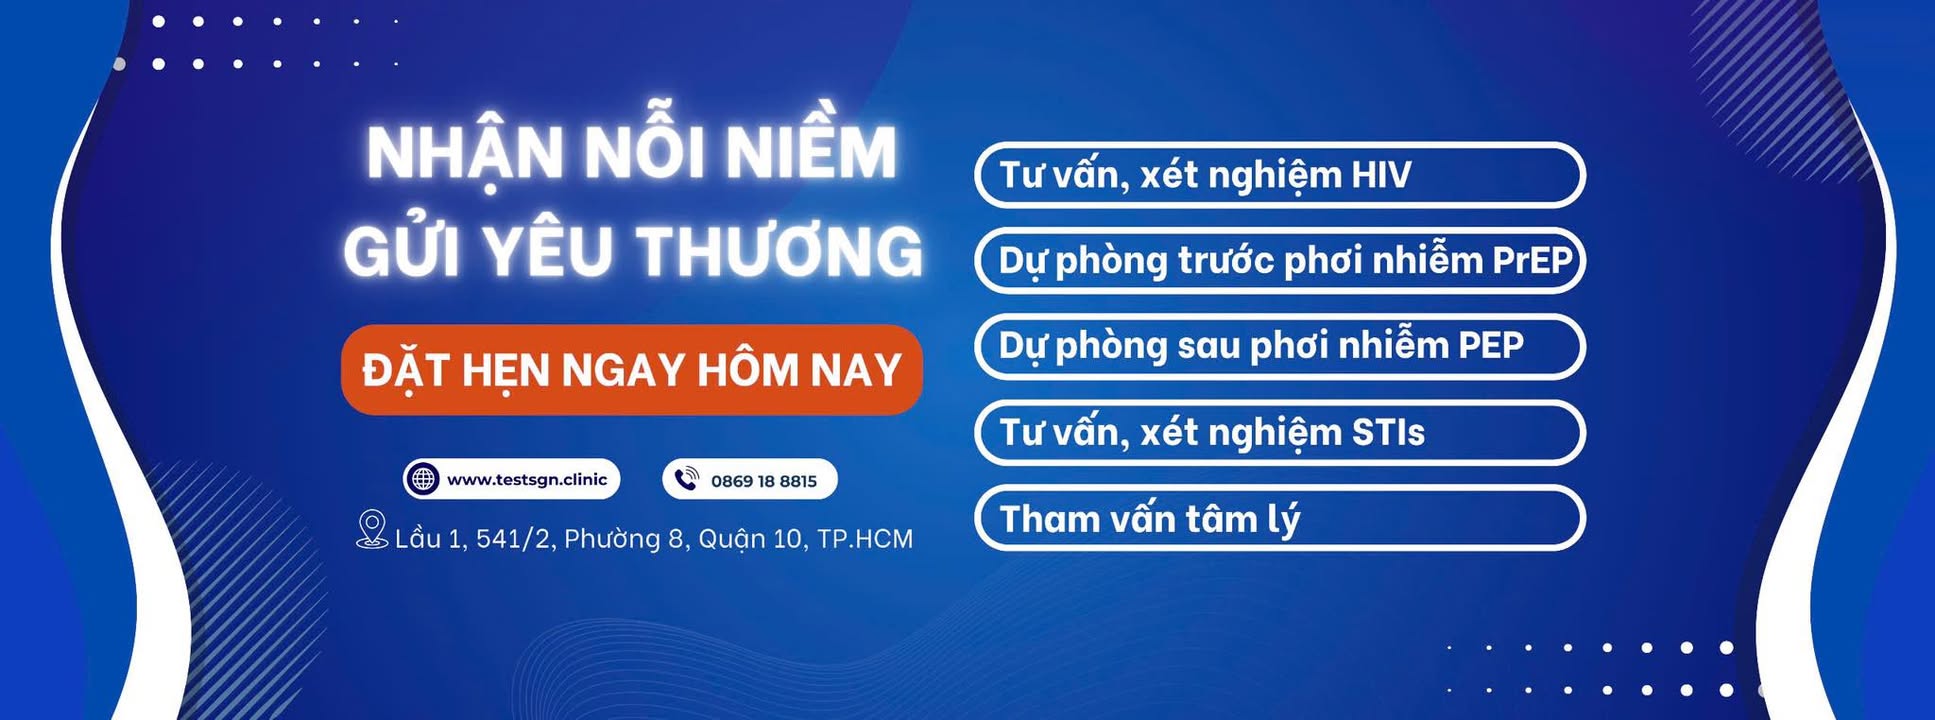 NHẬN NỖI NIỀM
GỬI YÊU THƯƠNG
ĐẶT HẸN NGAY HÔM NAY
www.testsgn.clinic
0869 18 8815
Lầu 1, 541/2, Phường 8, Quận 10, TP.HCM
Tư vấn, xét nghiệm HIV
Dự phòng trước phơi nhiễm PrEP
Dự phòng sau phơi nhiễm PEP
Tư vấn, xét nghiệm STIs
Tham vấn tâm lý